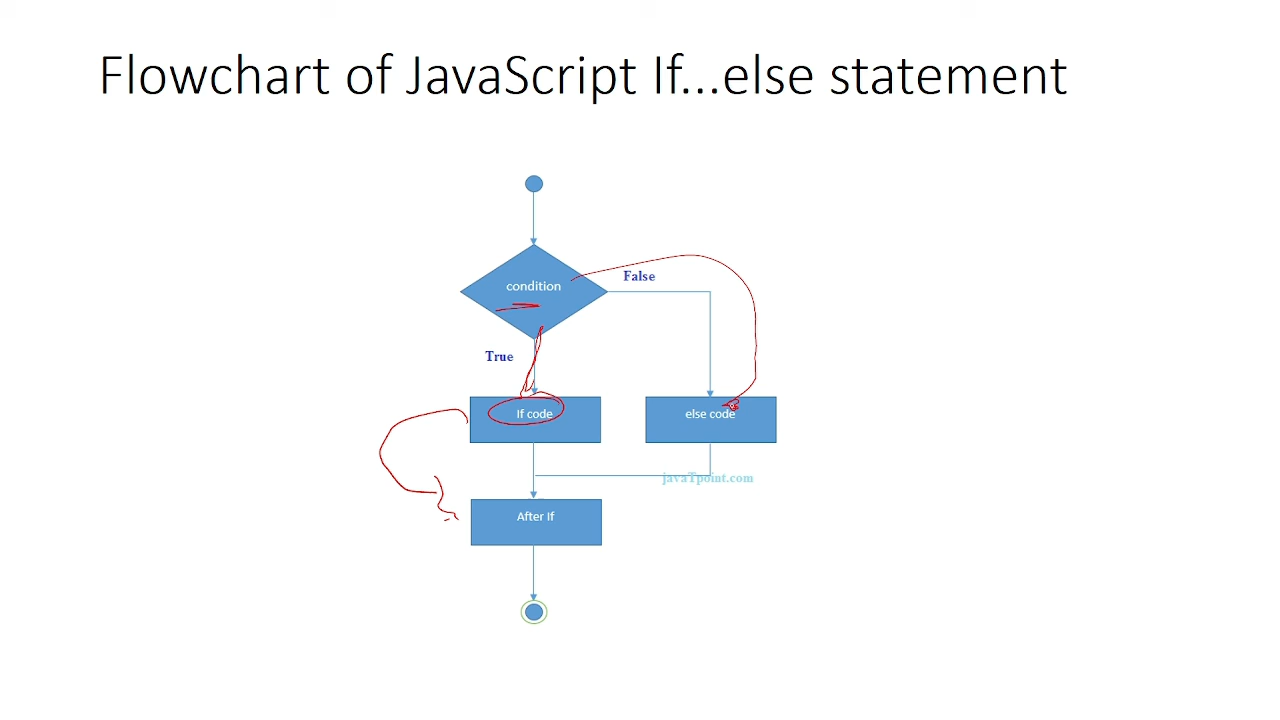 Flowchart of JavaScript If...else statement
condition
False
True
If code
else code
javaTpoint.com
After If